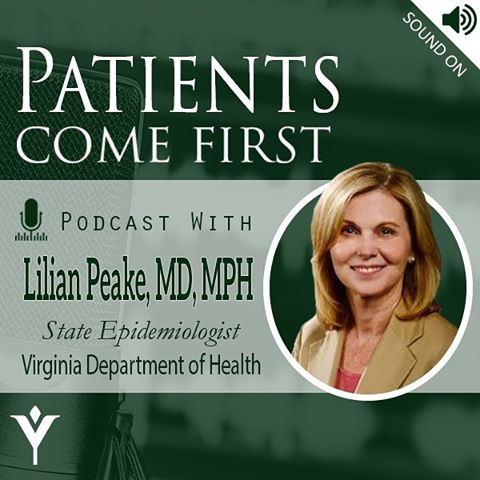 SOUND ON
PATIENTS
COME FIRST
PODCAST WITH
Lilian Peake, MD, MPH
State Epidemiologist
Virginia Department of Health